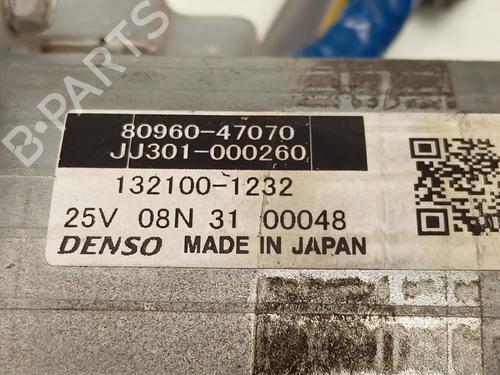 80960-47070
JJ301-000260
132100-1232
25V 08N 31 00048
DENSO MADE IN JAPAN
B-PARTS